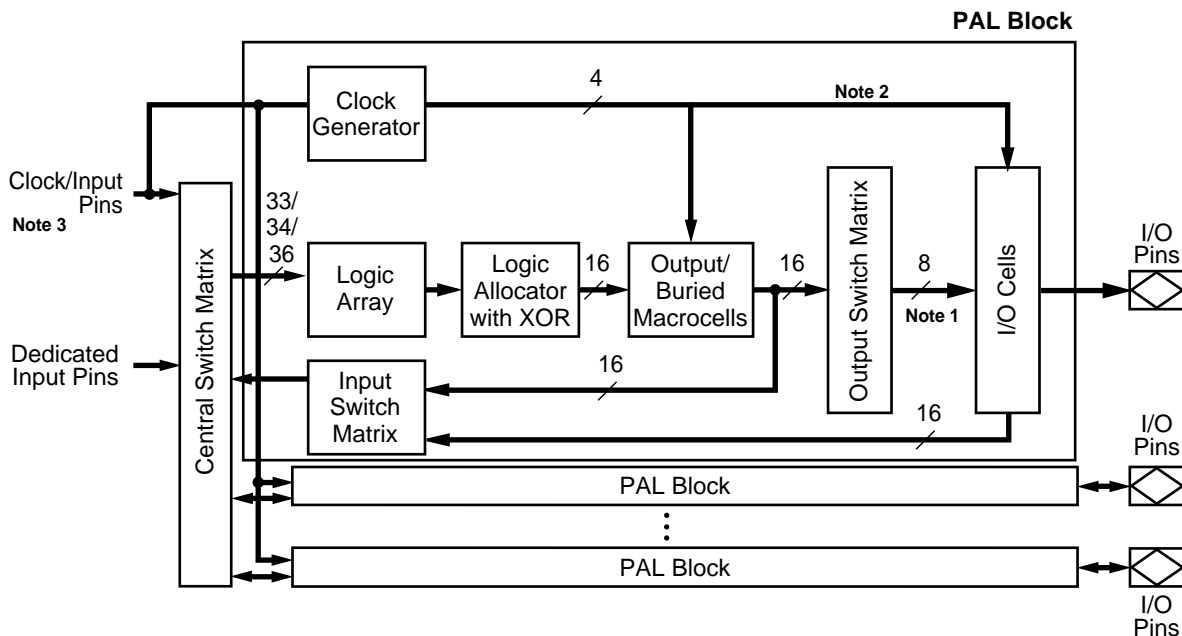 PAL Block
Clock
Generator
4
Note 2
Clock/Input
Pins
Note 3
Central Switch Matrix
33/
34/
36
Logic
Array
Logic
Allocator
with XOR
16
Output/
Buried
Macrocells
16
Output Switch Matrix
8
Note 1
I/O Cells
I/O
Pins
Dedicated
Input Pins
Input
Switch
Matrix
16
16
I/O
Pins
PAL Block
PAL Block
I/O
Pins